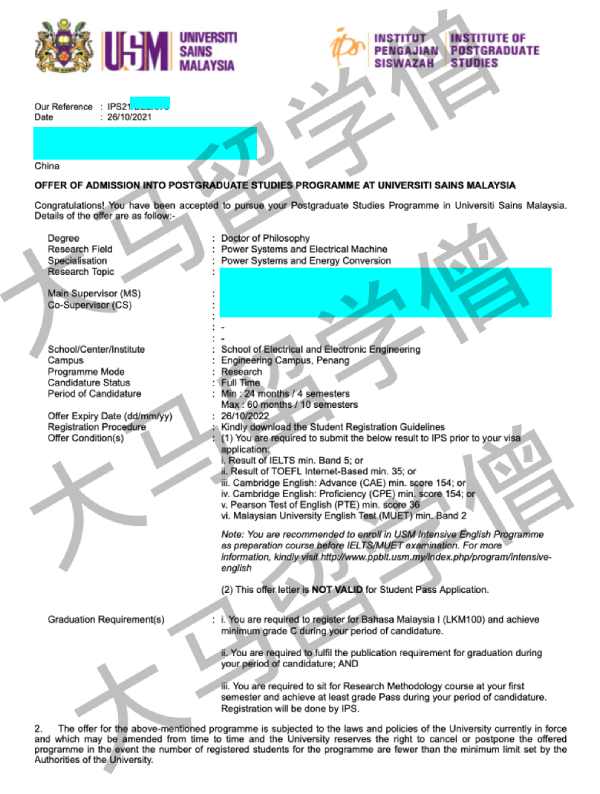 USM UNIVERSITI
SAINS
MALAYSIA
ips INSTITUT
PENGAJIAN
SISWAZAH
INSTITUTE OF
POSTGRADUATE
STUDIES
Our Reference : IPS21
Date : 26/10/2021
China
OFFER OF ADMISSION INTO POSTGRADUATE STUDIES PROGRAMME AT UNIVERSITI SAINS MALAYSIA
Congratulations! You have been accepted to pursue your Postgraduate Studies Programme in Universiti Sains Malaysia.
Details of the offer are as follow:-
Degree : Doctor of Philosophy
Research Field : Power Systems and Electrical Machine
Specialisation : Power Systems and Energy Conversion
Research Topic :
Main Supervisor (MS) :
Co-Supervisor (CS) :
:
: -
: -
School/Center/Institute : School of Electrical and Electronic Engineering
Campus : Engineering Campus, Penang
Programme Mode : Research
Candidature Status : Full Time
Period of Candidature : Min : 24 months / 4 semesters
Max : 60 months / 10 semesters
Offer Expiry Date (dd/mm/yy) : 26/10/2022
Registration Procedure : Kindly download the Student Registration Guidelines
Offer Condition(s) : (1) You are required to submit the below result to IPS prior to your visa
application;
i. Result of IELTS min. Band 5; or
ii. Result of TOEFL Internet-Based min. 35; or
iii. Cambridge English: Advance (CAE) min. score 154; or
iv. Cambridge English: Proficiency (CPE) min. score 154; or
v. Pearson Test of English (PTE) min. score 36
vi. Malaysian University English Test (MUET) min. Band 2
Note: You are recommended to enroll in USM Intensive English Programme
as preparation course before IELTS/MUET examination. For more
information, kindly visit http://www.ppblt.usm.my/index.php/program/intensive-
english
(2) This offer letter is NOT VALID for Student Pass Application.
Graduation Requirement(s) : i. You are required to register for Bahasa Malaysia I (LKM100) and achieve
minimum grade C during your period of candidature.
ii. You are required to fulfil the publication requirement for graduation during
your period of candidature; AND
iii. You are required to sit for Research Methodology course at your first
semester and achieve at least grade Pass during your period of candidature.
Registration will be done by IPS.
2. The offer for the above-mentioned programme is subjected to the laws and policies of the University currently in force
and which may be amended from time to time and the University reserves the right to cancel or postpone the offered
programme in the event the number of registered students for the programme are fewer than the minimum limit set by the
Authorities of the University.
大马留学僧
大马留学僧
大马留学僧